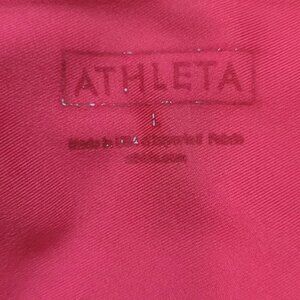 ATHLETA
L
Made in USA of Imported Fabric